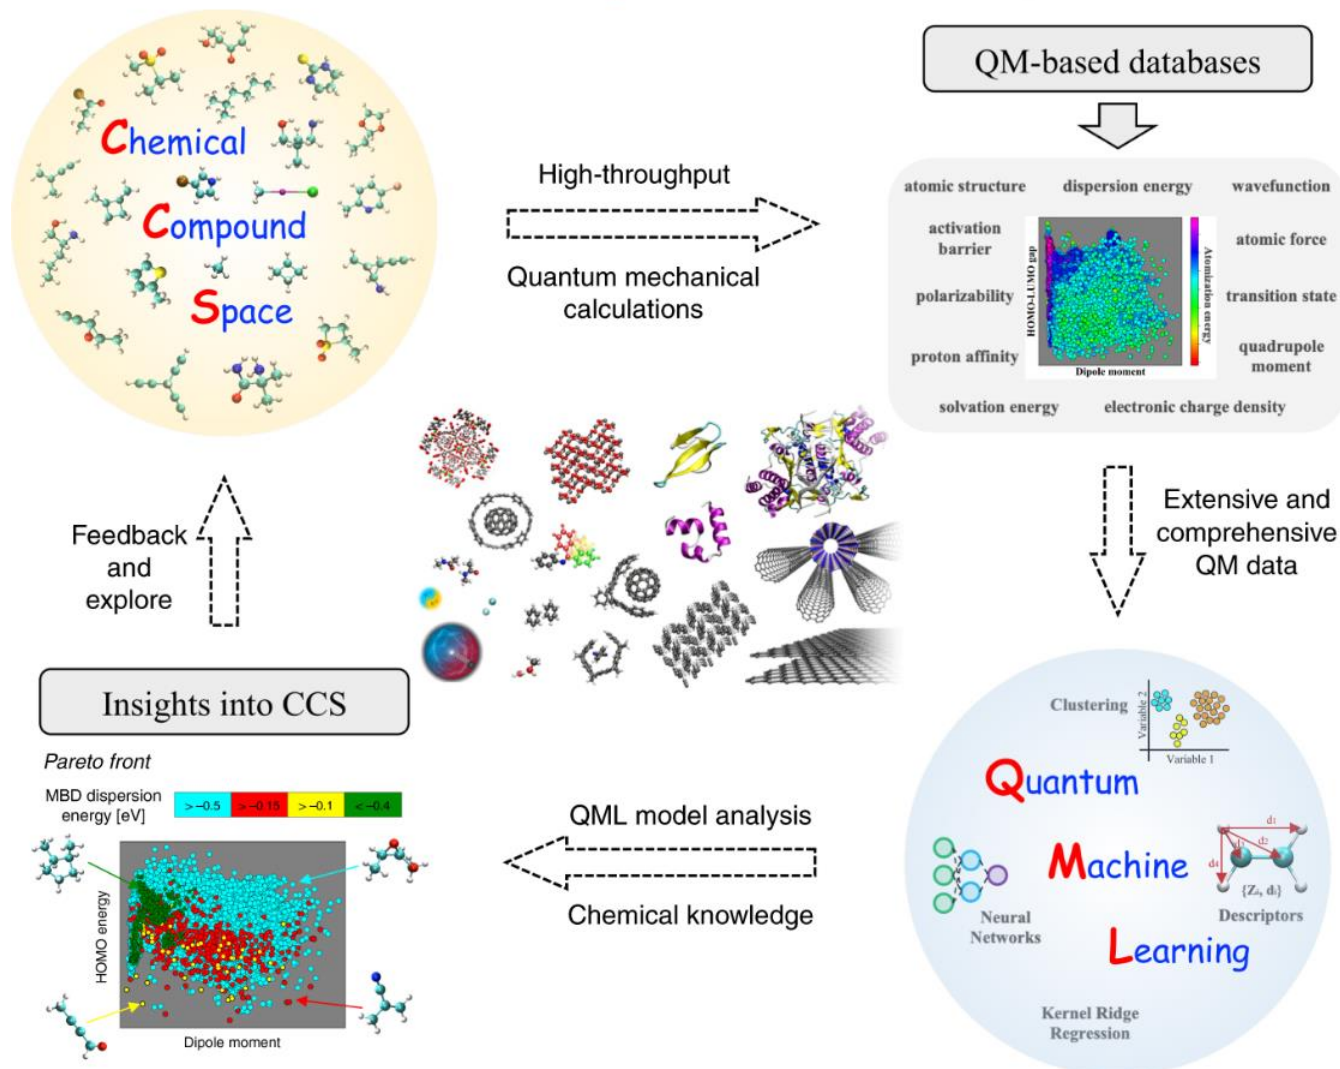 Chemical
Compound
Space
High-throughput
Quantum mechanical
calculations
QM-based databases
atomic structure
dispersion energy
wavefunction
activation
barrier
atomic force
polarizability
transition state
proton affinity
quadrupole
moment
solvation energy
electronic charge density
HOMO-LUMO gap
Dipole moment
Atomization energy
Extensive and
comprehensive
QM data
Clustering
Variable 2
Variable 1
Quantum
Machine
Learning
Neural
Networks
d₁
d₂
d₃
d₄
{Zᵢ, dᵢ}
Descriptors
Kernel Ridge
Regression
QML model analysis
Chemical knowledge
Insights into CCS
Pareto front
MBD dispersion
energy [eV]
> –0.5
> –0.15
> –0.1
< –0.4
HOMO energy
Dipole moment
Feedback
and
explore